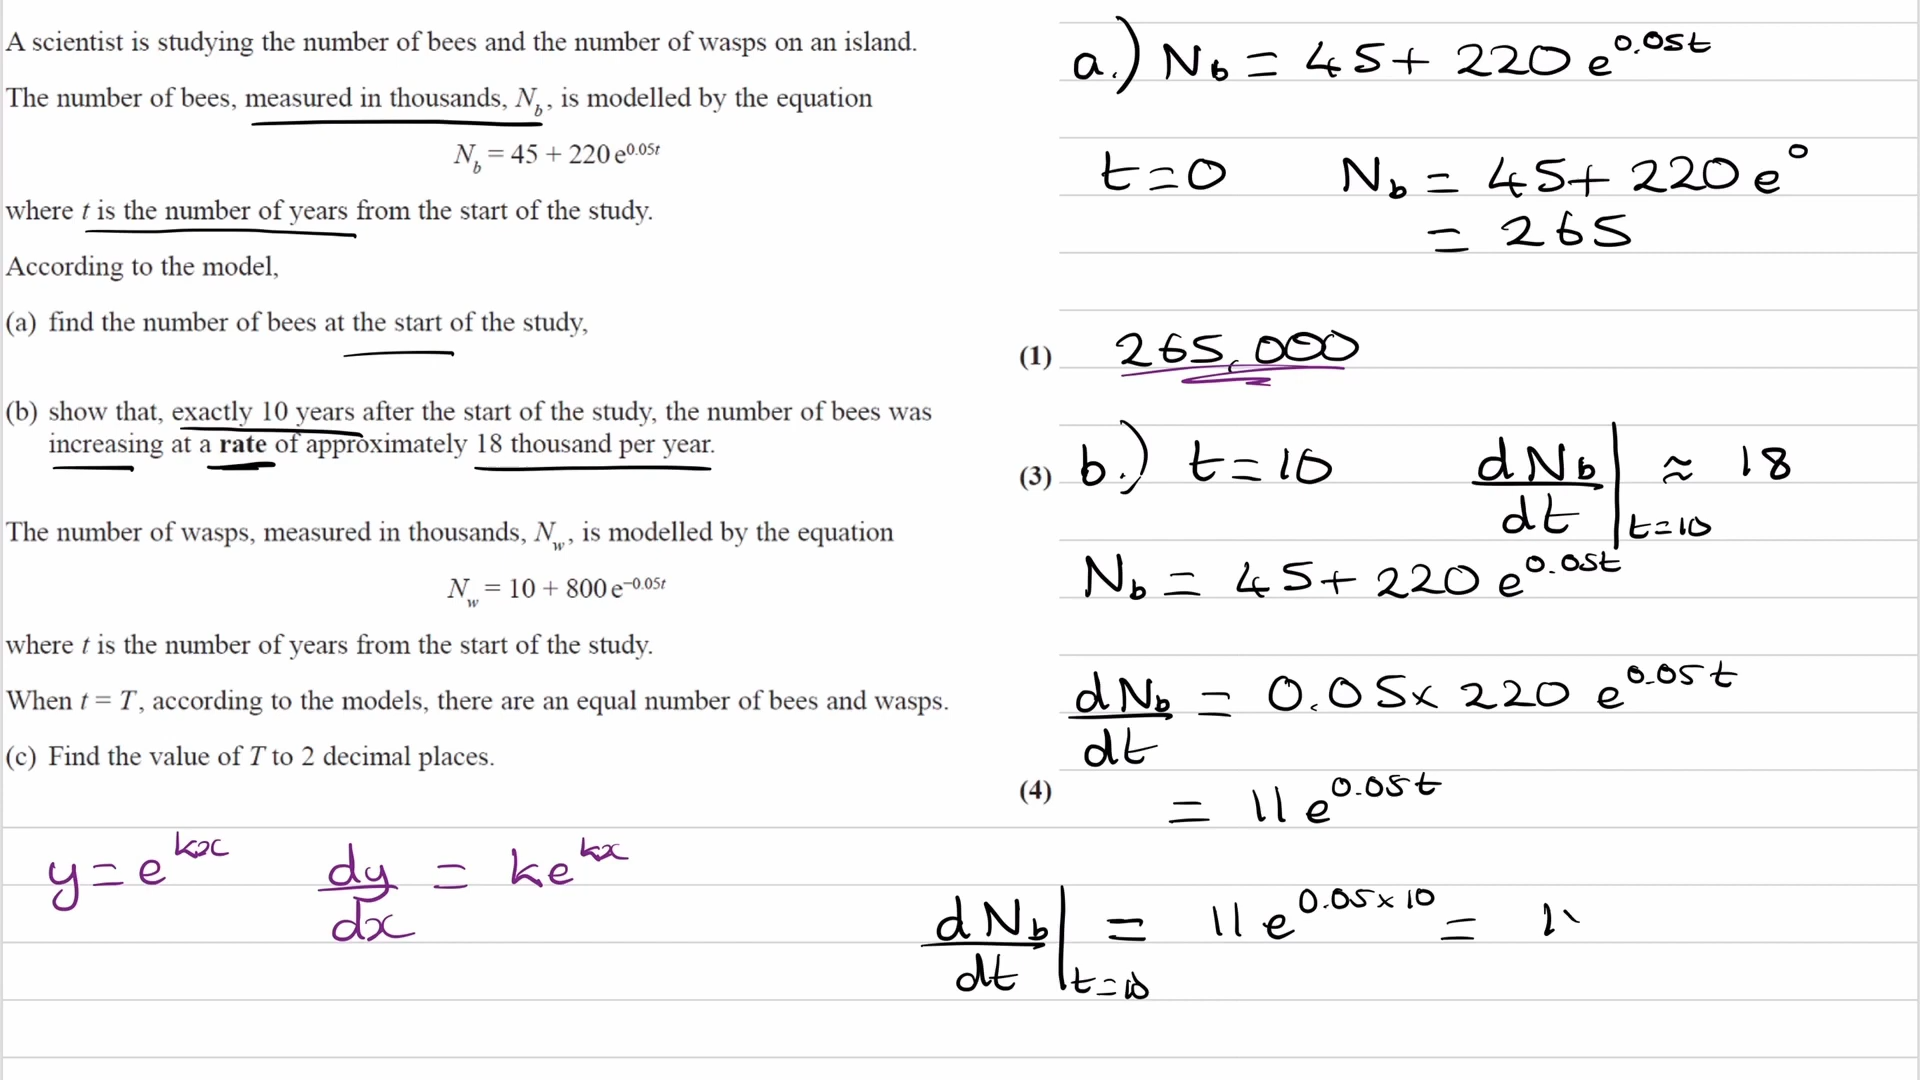 A scientist is studying the number of bees and the number of wasps on an island.
The number of bees, measured in thousands, N_b, is modelled by the equation
N_b = 45 + 220 e^{0.05t}
where t is the number of years from the start of the study.
According to the model,
(a) find the number of bees at the start of the study,
(1)
(b) show that, exactly 10 years after the start of the study, the number of bees was
increasing at a rate of approximately 18 thousand per year.
(3)
The number of wasps, measured in thousands, N_w, is modelled by the equation
N_w = 10 + 800 e^{–0.05t}
where t is the number of years from the start of the study.
When t = T, according to the models, there are an equal number of bees and wasps.
(c) Find the value of T to 2 decimal places.
(4)
y = e^{kx} dy/dx = ke^{kx}
a.) N_b = 45 + 220 e^{0.05t}
t = 0 N_b = 45 + 220 e^0
= 265
265,000
b.) t = 10 dN_b/dt |_{t=10} ≈ 18
N_b = 45 + 220 e^{0.05t}
dN_b/dt = 0.05 × 220 e^{0.05t}
= 11e^{0.05t}
dN_b/dt |_{t=10} = 11e^{0.05×10} =